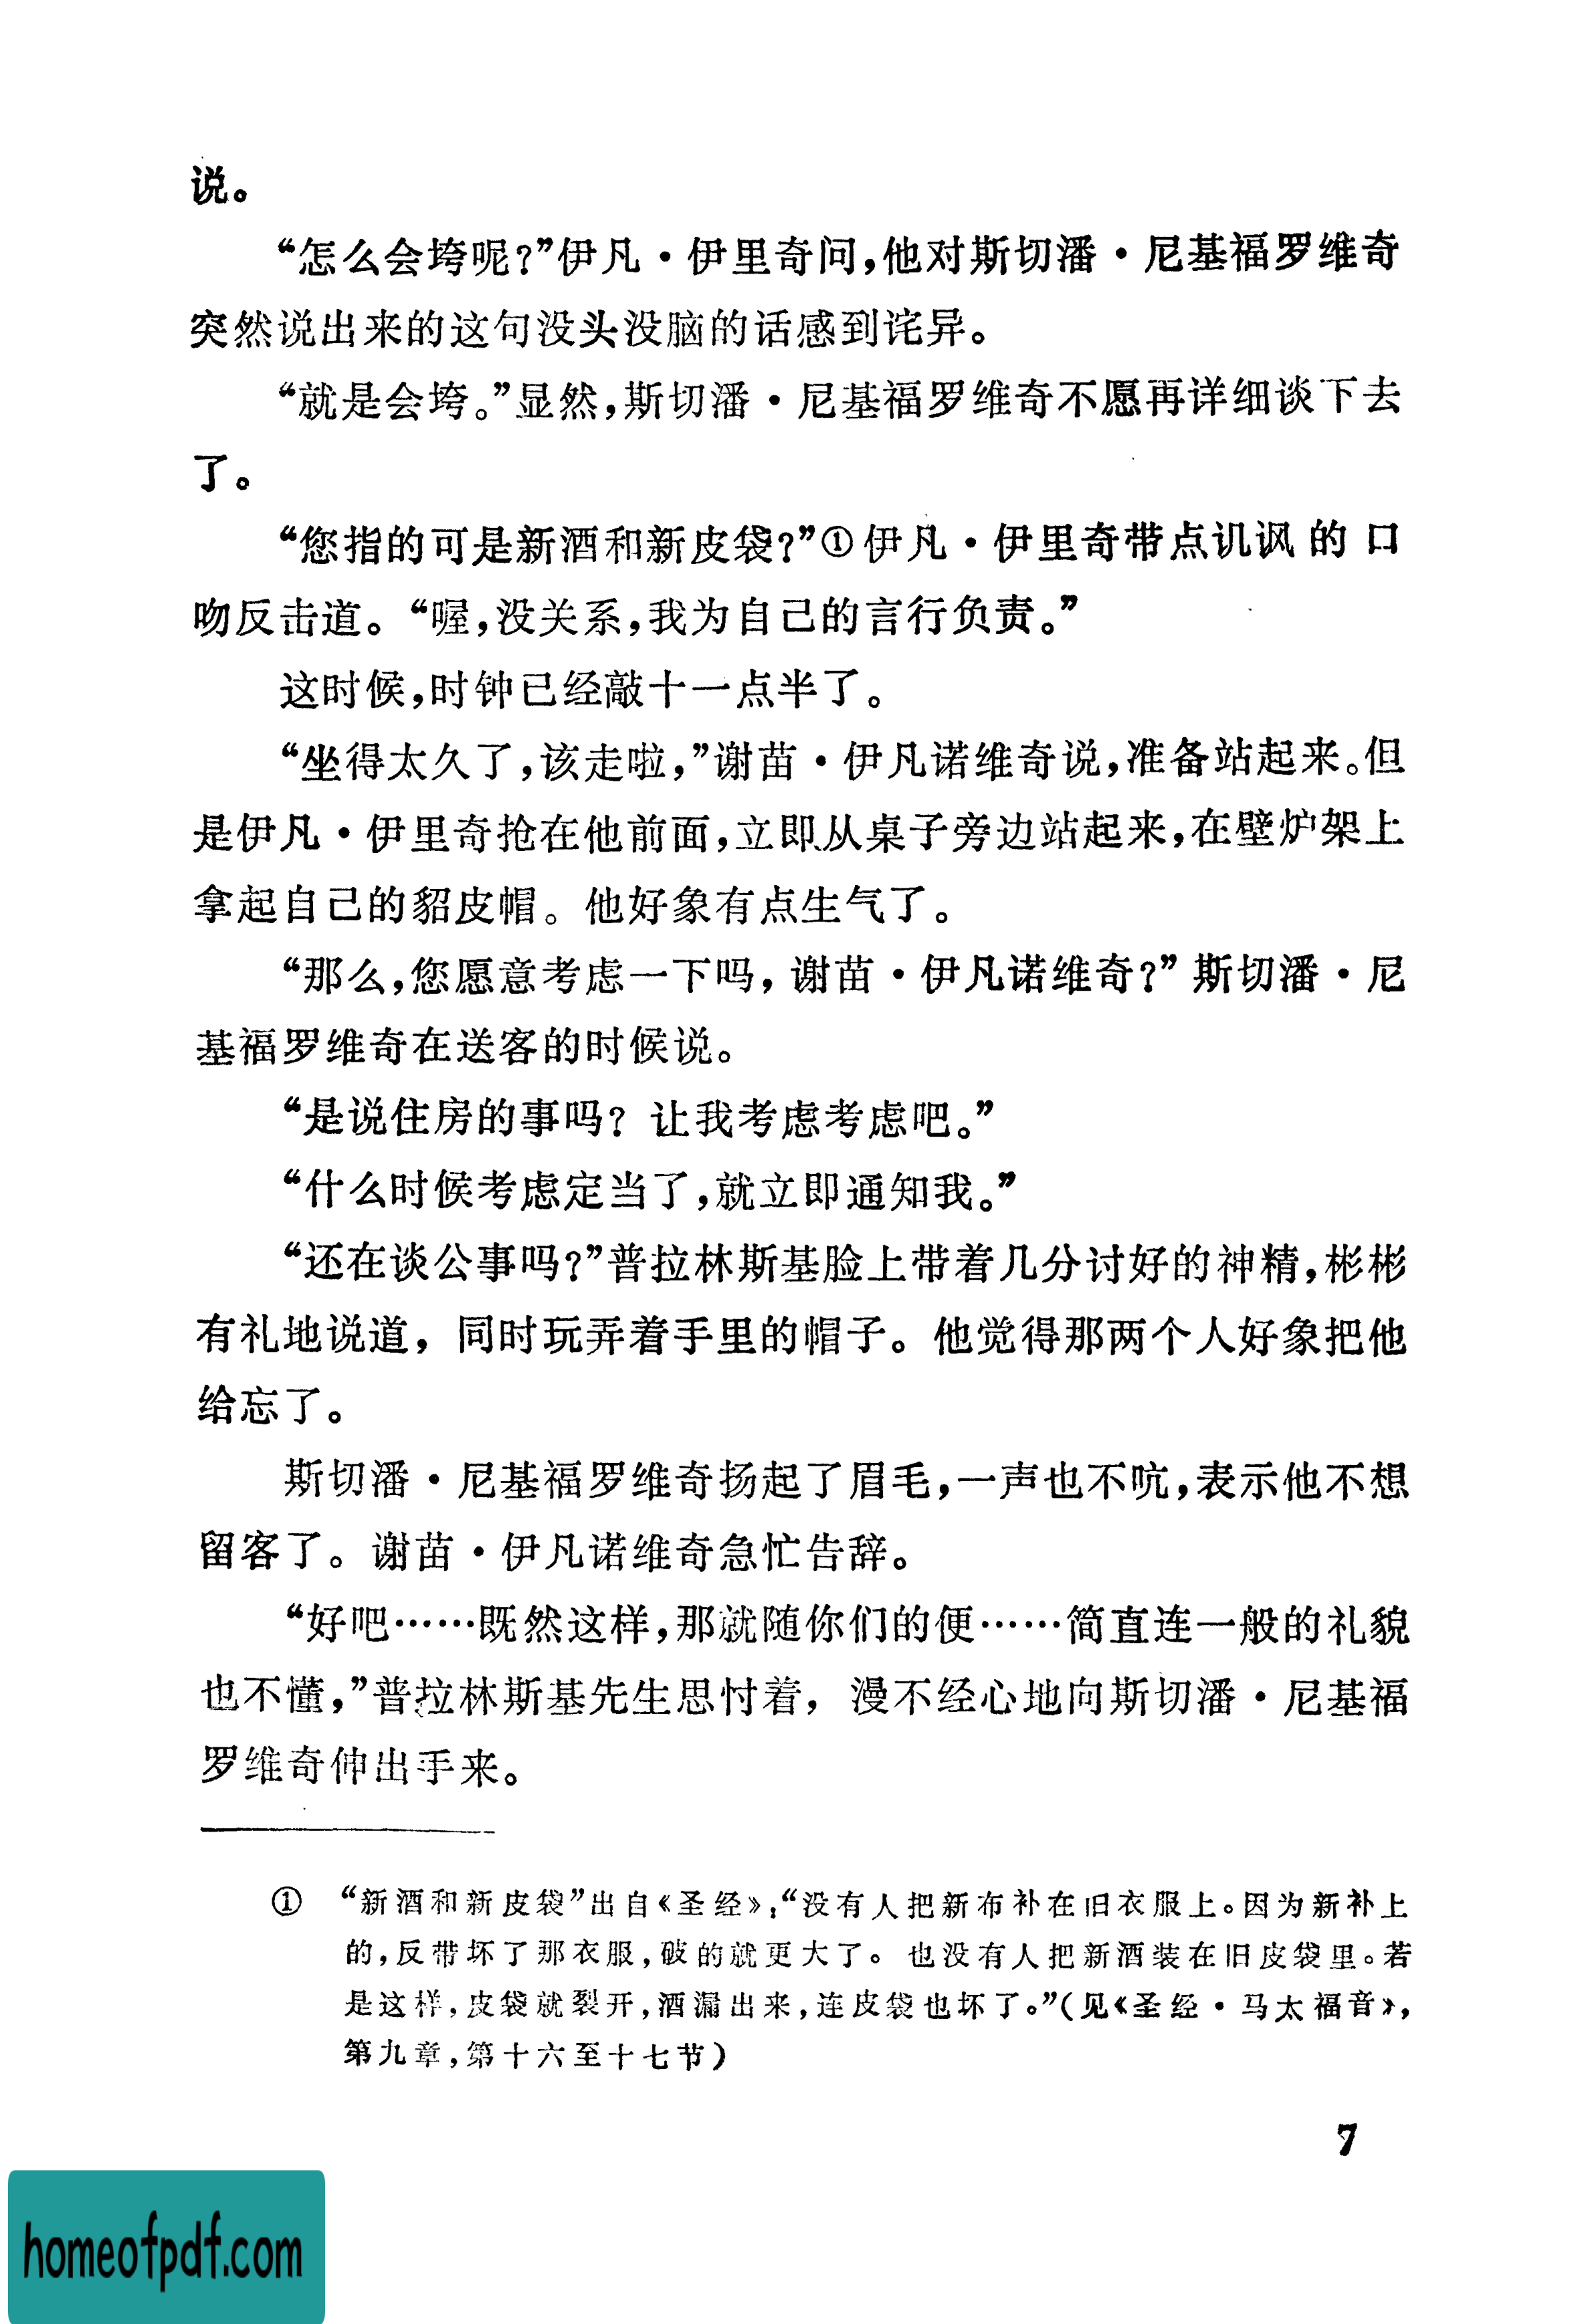 说。
“怎么会垮呢?”伊凡·伊里奇问,他对斯切潘·尼基福罗维奇
突然说出来的这句没头没脑的话感到诧异。
“就是会垮。”显然,斯切潘·尼基福罗维奇不愿再详细谈下去
了。
“您指的可是新酒和新皮袋?”①伊凡·伊里奇带点讥讽的口
吻反击道。“喔,没关系,我为自己的言行负责。”
这时候,时钟已经敲十一点半了。
“坐得太久了,该走啦,”谢苗·伊凡诺维奇说,准备站起来。但
是伊凡·伊里奇抢在他前面,立即从桌子旁边站起来,在壁炉架上
拿起自己的貂皮帽。他好象有点生气了。
“那么,您愿意考虑一下吗,谢苗·伊凡诺维奇?”斯切潘·尼
基福罗维奇在送客的时候说。
“是说住房的事吗?让我考虑考虑吧。”
“什么时候考虑定当了,就立即通知我。”
“还在谈公事吗?”普拉林斯基脸上带着几分讨好的神精,彬彬
有礼地说道,同时玩弄着手里的帽子。他觉得那两个人好象把他
给忘了。
斯切潘·尼基福罗维奇扬起了眉毛,一声也不吭,表示他不想
留客了。谢苗·伊凡诺维奇急忙告辞。
“好吧……既然这样,那就随你们的便……简直连一般的礼貌
也不懂,”普拉林斯基先生思忖着,漫不经心地向斯切潘·尼基福
罗维奇伸出手来。
① “新酒和新皮袋”出自《圣经》:“没有人把新布补在旧衣服上。因为新补上
的,反带坏了那衣服,破的就更大了。也没有人把新酒装在旧皮袋里。若
是这样,皮袋就裂开,酒漏出来,连皮袋也坏了。”(见《圣经·马太福音》,
第九章,第十六至十七节)
7
homeofpdf.com